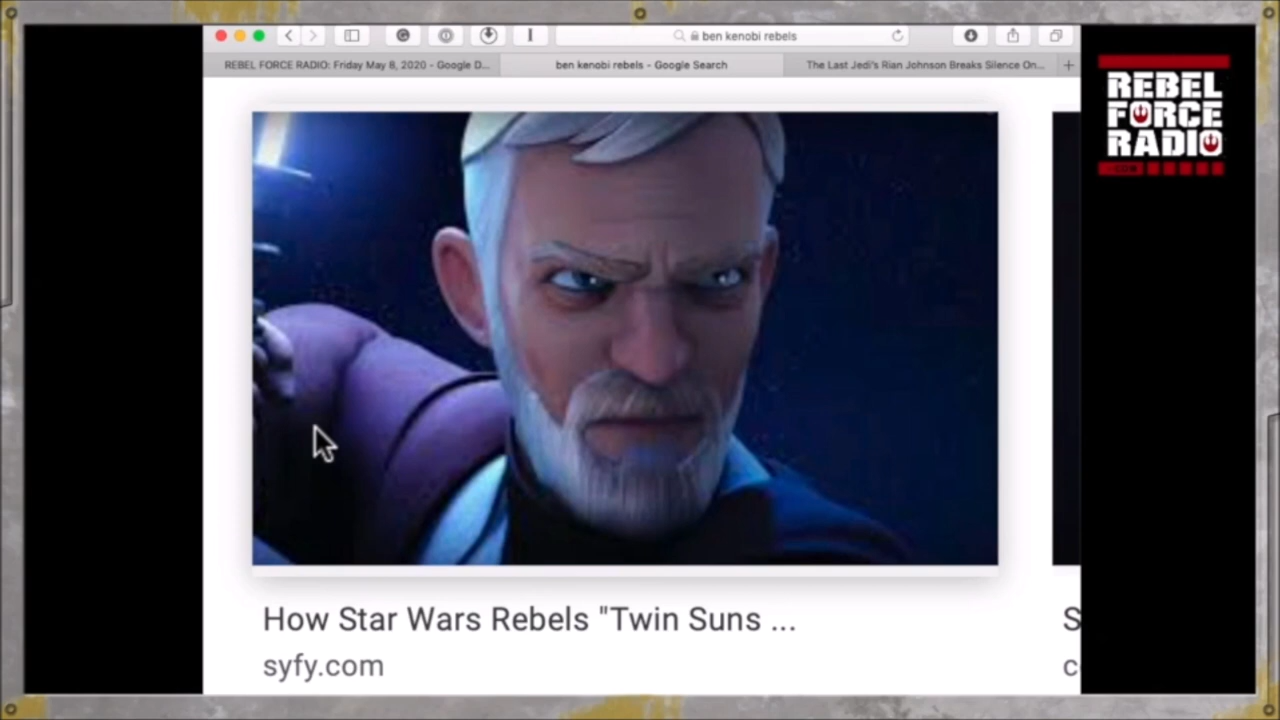 ben kenobi rebels
REBEL FORCE RADIO: Friday May 8, 2020 - Google D...
ben kenobi rebels - Google Search
The Last Jedi's Rian Johnson Breaks Silence On...
REBEL
FORCE
RADIO
How Star Wars Rebels "Twin Suns ...
S
syfy.com
c